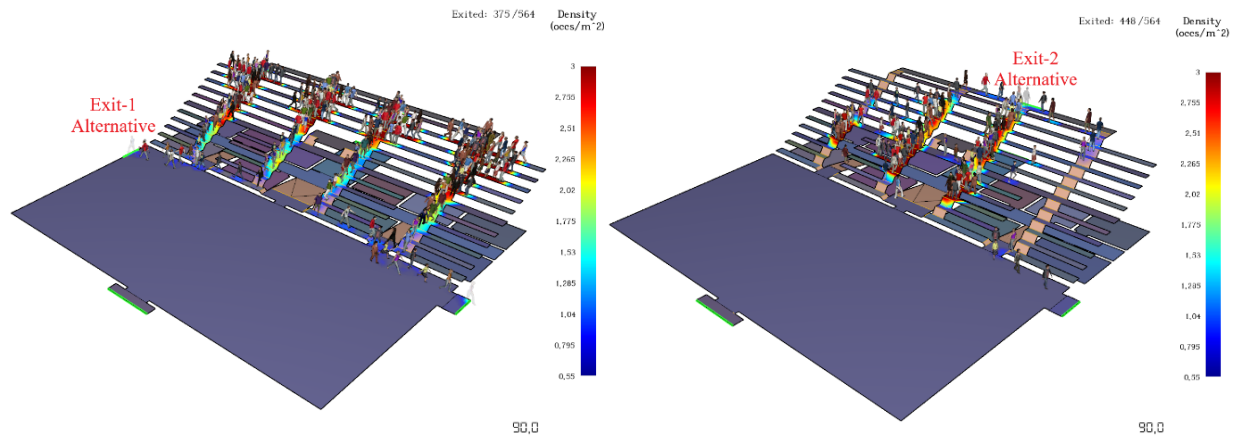 Exited: 375/564
Density
(occs/m^2)
3
2,755
2,51
2,265
2,02
1,775
1,53
1,285
1,04
0,795
0,55
Exit-1
Alternative
90,0
Exited: 448/564
Density
(occs/m^2)
3
2,755
2,51
2,265
2,02
1,775
1,53
1,285
1,04
0,795
0,55
Exit-2
Alternative
90,0